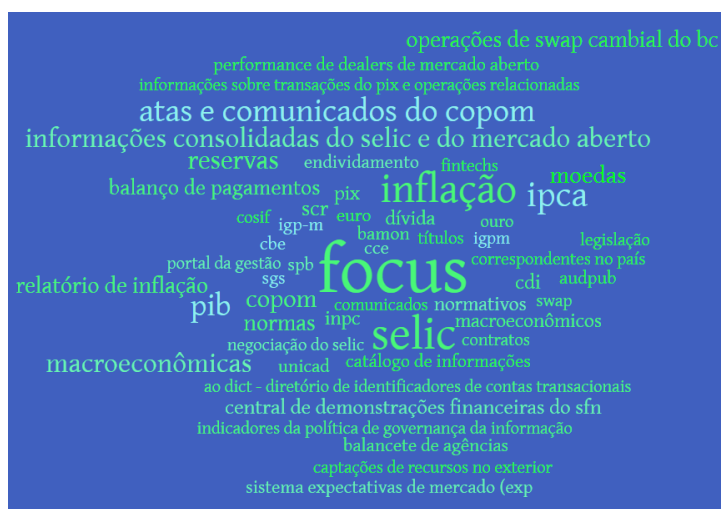 operações de swap cambial do bc
performance de dealers de mercado aberto
informações sobre transações do pix e operações relacionadas
atas e comunicados do copom
informações consolidadas do selic e do mercado aberto
reservas endividamento fintechs moedas
balanço de pagamentos pix inflação ipca
cosif scr euro dívida ouro
igp-m bamon títulos igpm legislação
cbe cce
portal da gestão spb focus correspondentes no país
relatório de inflação sgs cdi audpub
pib copom comunicados normativos swap
normas inpc selic macroeconômicos
negociação do selic contratos
macroeconômicas unicad catálogo de informações
ao dict - diretório de identificadores de contas transacionais
central de demonstrações financeiras do sfn
indicadores da política de governança da informação
balancete de agências
captações de recursos no exterior
sistema expectativas de mercado (exp